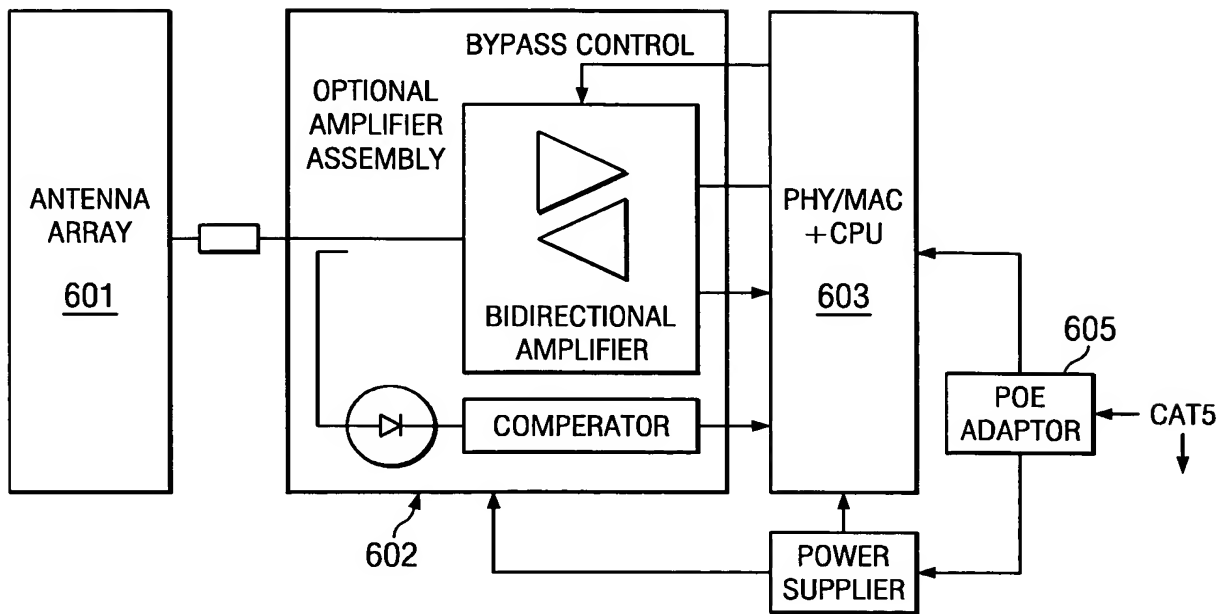 ANTENNA
ARRAY
601
OPTIONAL
AMPLIFIER
ASSEMBLY
BYPASS CONTROL
BIDIRECTIONAL
AMPLIFIER
COMPERATOR
602
PHY/MAC
+CPU
603
605
POE
ADAPTOR
CAT5
POWER
SUPPLIER